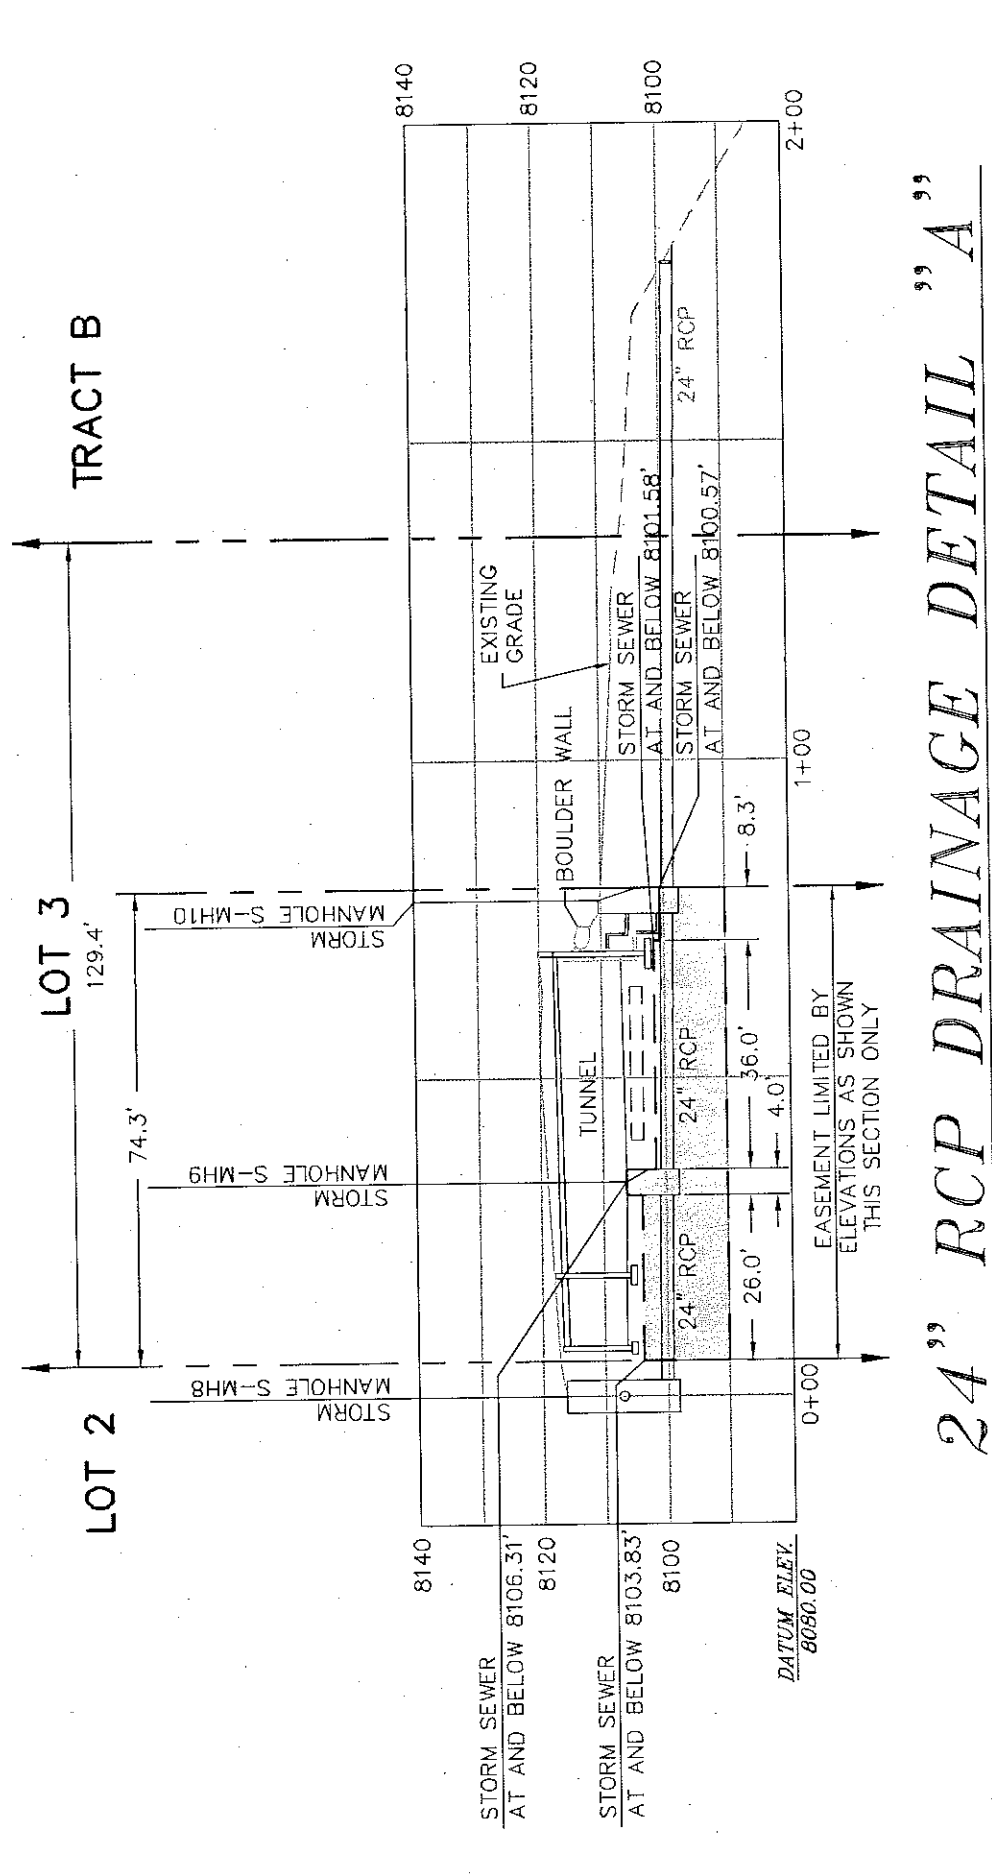 LOT 2
LOT 3
TRACT B
129.4'
74.3'
STORM
MANHOLE S-MH8
STORM
MANHOLE S-MH9
STORM
MANHOLE S-MH10
8140
8120
8100
8140
8120
8100
STORM SEWER
AT AND BELOW 8106.31'
STORM SEWER
AT AND BELOW 8103.83'
DATUM ELEV.
8080.00
TUNNEL
BOULDER WALL
EXISTING
GRADE
STORM SEWER
AT AND BELOW 8101.58'
STORM SEWER
AT AND BELOW 8100.57'
24" RCP
24" RCP
24" RCP
26.0'
4.0'
36.0'
8.3'
0+00
1+00
2+00
EASEMENT LIMITED BY
ELEVATIONS AS SHOWN
THIS SECTION ONLY
24" RCP DRAINAGE DETAIL "A"